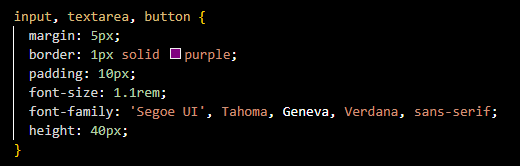 input, textarea, button {
margin: 5px;
border: 1px solid purple;
padding: 10px;
font-size: 1.1rem;
font-family: 'Segoe UI', Tahoma, Geneva, Verdana, sans-serif;
height: 40px;
}